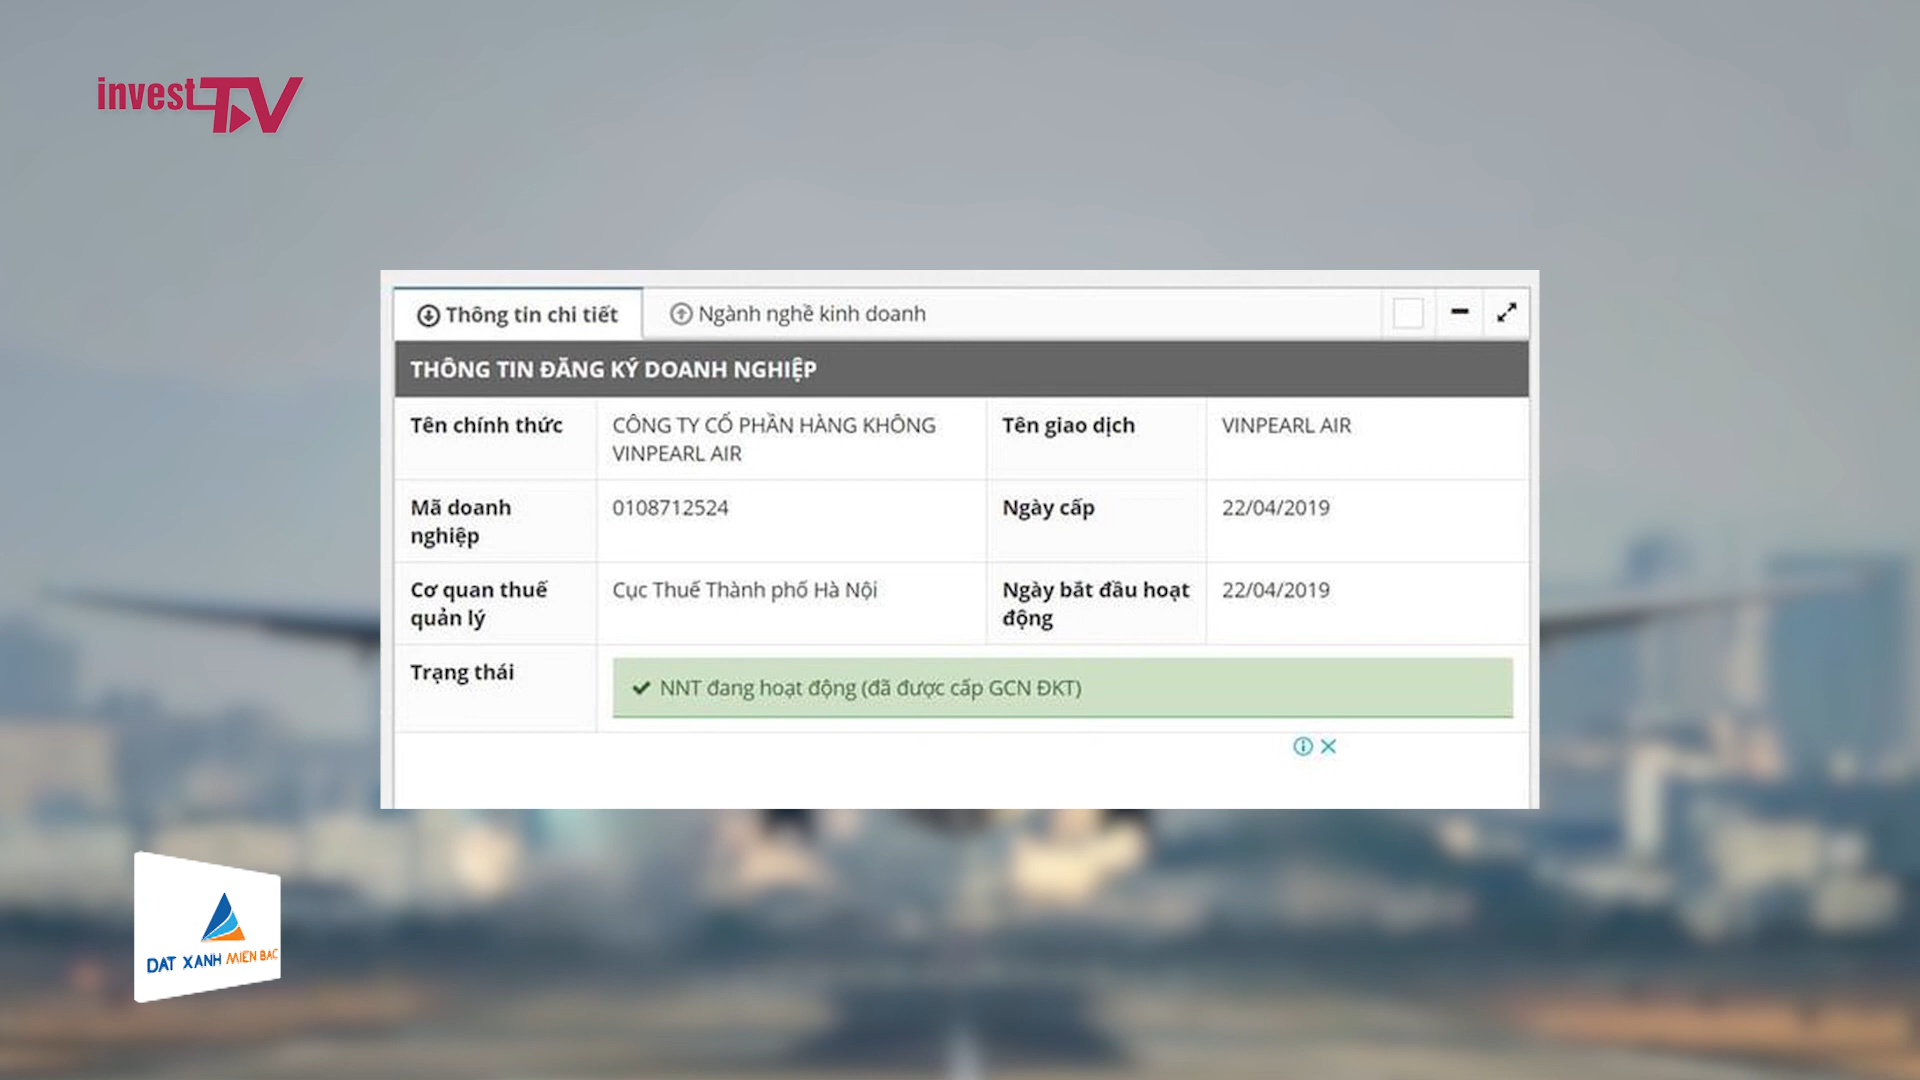 invest TV
Thông tin chi tiết
Ngành nghề kinh doanh
THÔNG TIN ĐĂNG KÝ DOANH NGHIỆP
Tên chính thức
CÔNG TY CỔ PHẦN HÀNG KHÔNG
VINPEARL AIR
Tên giao dịch
VINPEARL AIR
Mã doanh
nghiệp
0108712524
Ngày cấp
22/04/2019
Cơ quan thuế
quản lý
Cục Thuế Thành phố Hà Nội
Ngày bắt đầu hoạt
động
22/04/2019
Trạng thái
NNT đang hoạt động (đã được cấp GCN ĐKT)
DAT XANH MIEN BAC